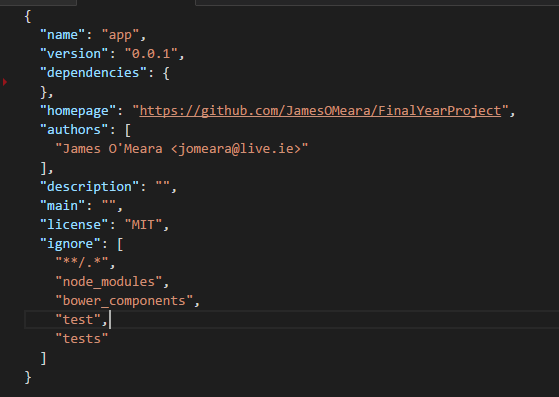 {
  "name": "app",
  "version": "0.0.1",
  "dependencies": {
  },
  "homepage": "https://github.com/JamesOMeara/FinalYearProject",
  "authors": [
    "James O'Meara <jomeara@live.ie>"
  ],
  "description": "",
  "main": "",
  "license": "MIT",
  "ignore": [
    "**/.*",
    "node_modules",
    "bower_components",
    "test",
    "tests"
  ]
}